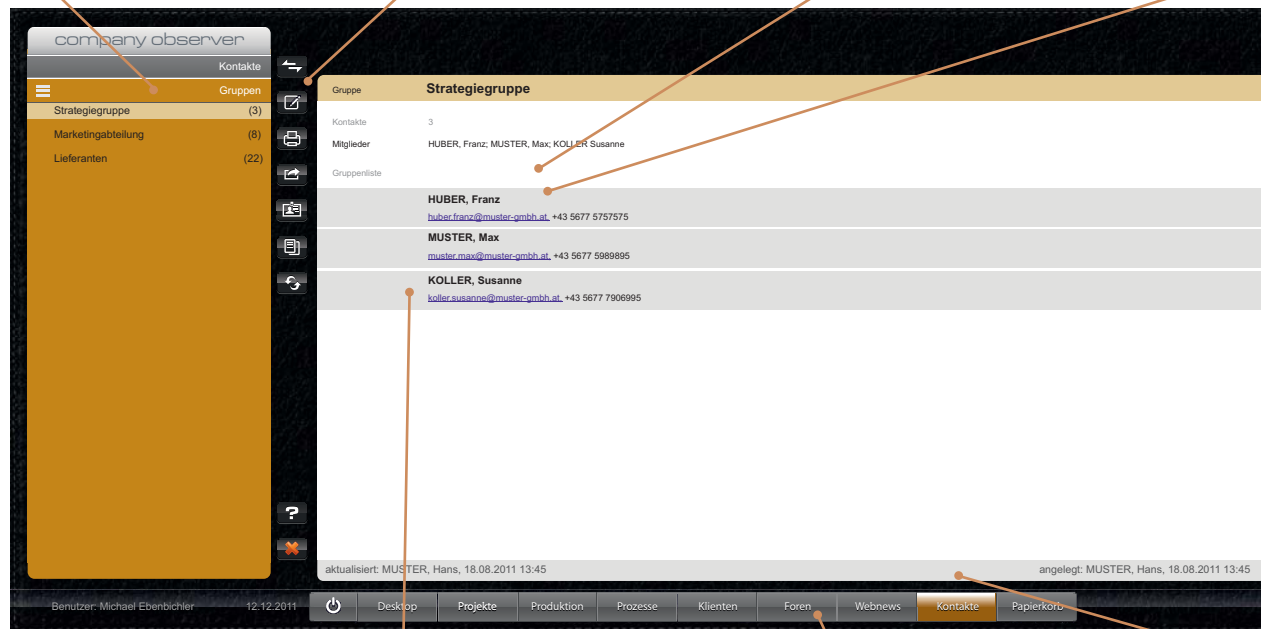 company observer
Kontakte
Gruppen
Strategiegruppe (3)
Marketingabteilung (8)
Lieferanten (22)
?
Gruppe Strategiegruppe
Kontakte 3
Mitglieder HUBER, Franz; MUSTER, Max; KOLLER Susanne
Gruppenliste
HUBER, Franz
huber.franz@muster-gmbh.at, +43 5677 5757575
MUSTER, Max
muster.max@muster-gmbh.at, +43 5677 5989895
KOLLER, Susanne
koller.susanne@muster-gmbh.at, +43 5677 7906995
aktualisiert: MUSTER, Hans, 18.08.2011 13:45 angelegt: MUSTER, Hans, 18.08.2011 13:45
Benutzer: Michael Ebenbichler 12.12.2011 Desktop Projekte Produktion Prozesse Klienten Foren Webnews Kontakte Papierkorb